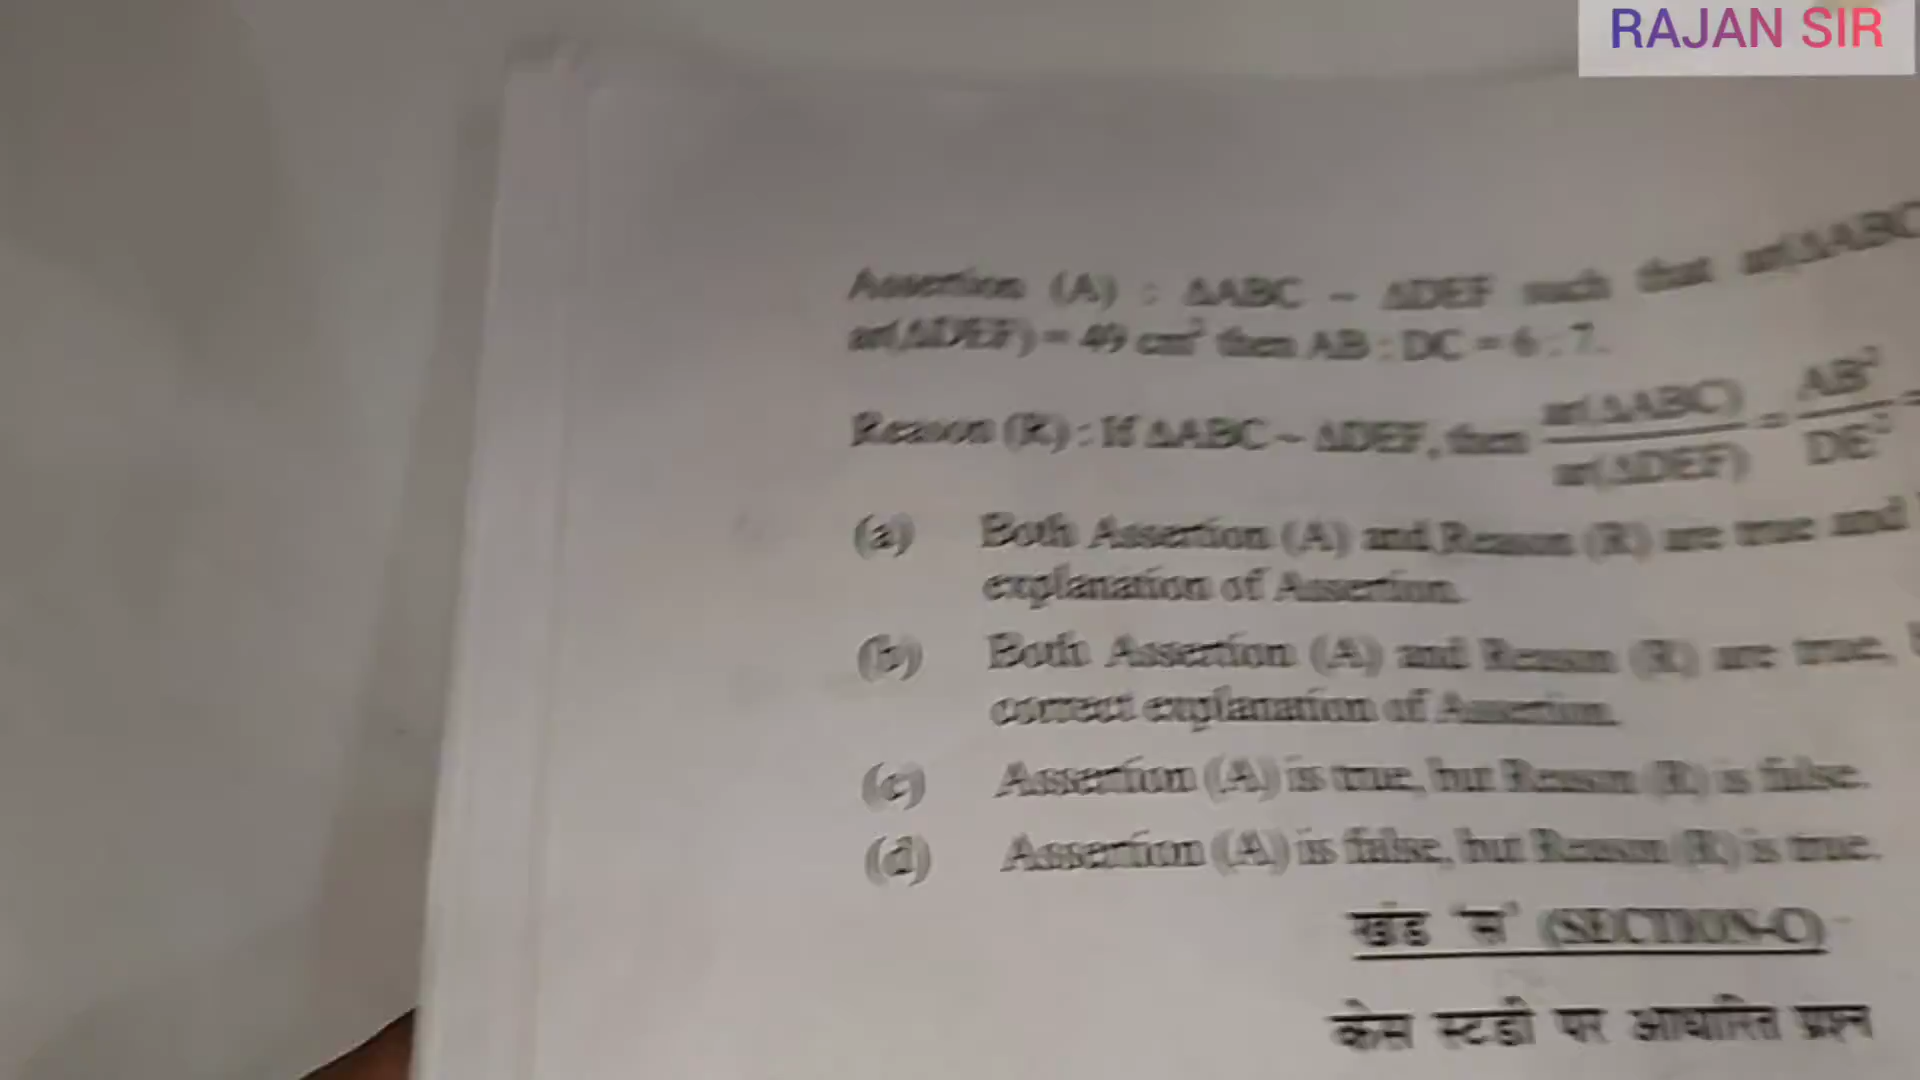 RAJAN SIR
Assertion (A) : ΔABC ~ ΔDEF such that ar(ΔABC
ar(ΔDEF) = 49 cm² then AB : DC = 6 : 7.
Reason (R) : If ΔABC ~ ΔDEF, then ar(ΔABC)/ar(ΔDEF) = AB²/DE² =
(a) Both Assertion (A) and Reason (R) are true and
explanation of Assertion.
(b) Both Assertion (A) and Reason (R) are true,
correct explanation of Assertion.
(c) Assertion (A) is true, but Reason (R) is false.
(d) Assertion (A) is false, but Reason (R) is true.
खंड 'स' (SECTION-C)
केस स्टडी पर आधारित प्रश्न